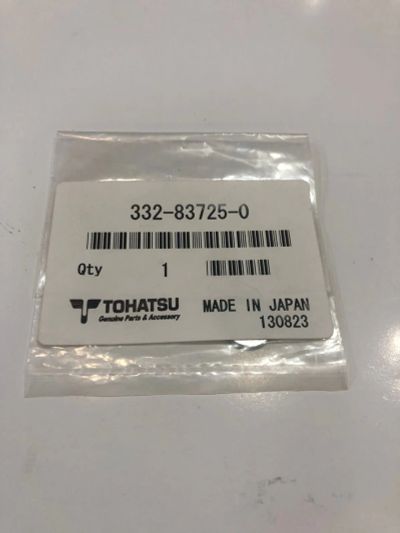 332-83725-0
Qty 1
TOHATSU MADE IN JAPAN
Genuine Parts & Accessory
130823